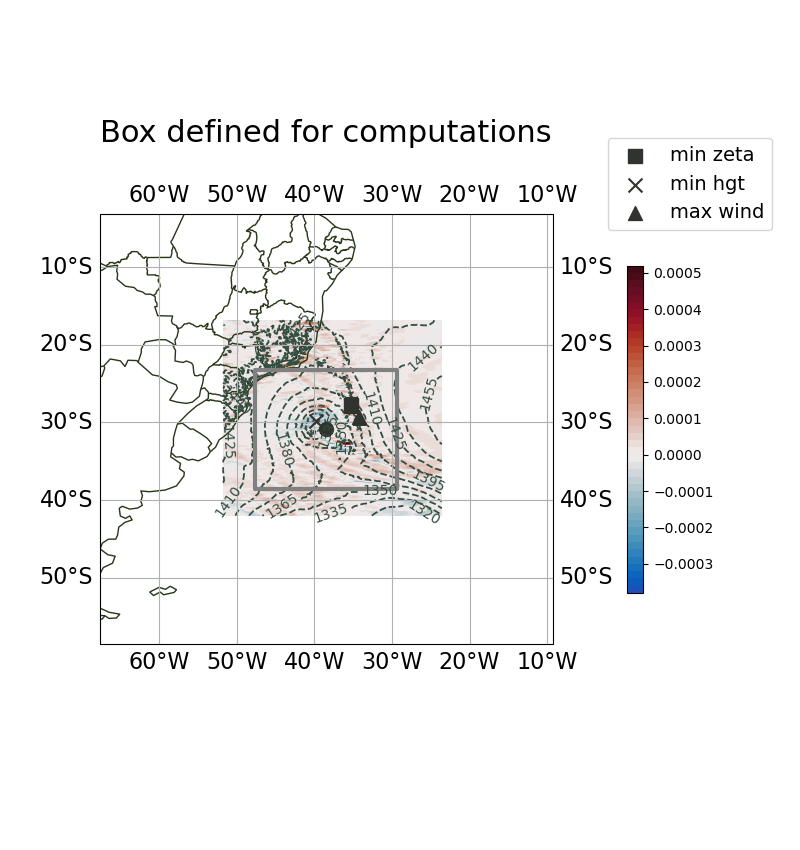 Box defined for computations
min zeta
min hgt
max wind
60°W 50°W 40°W 30°W 20°W 10°W
10°S 10°S
20°S 20°S
30°S 30°S
40°S 40°S
50°S 50°S
60°W 50°W 40°W 30°W 20°W 10°W
1440
1455
1410
1425
1425
1380
1350
1395
1410
1365
1335
1320
0.0005
0.0004
0.0003
0.0002
0.0001
0.0000
−0.0001
−0.0002
−0.0003